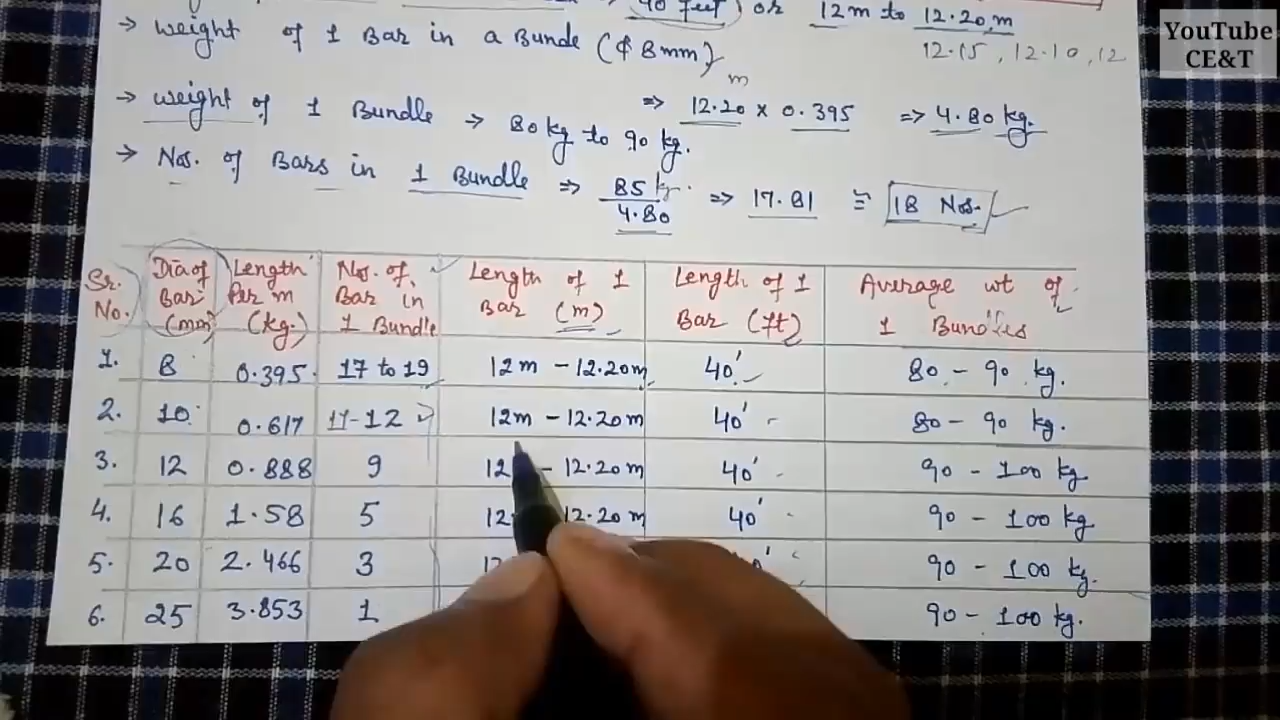 40 feet) or 12m to 12.20m
→ Weight of 1 Bar in a Bunde (¢ 8mm) 12.15, 12.10, 12
m
→ weight of 1 Bundle → 80 kg to 90 kg. ⇒ 12.20 x 0.395 ⇒ 4.80 kg.
→ Nos. of Bars in 1 Bundle ⇒ 85 kg. / 4.80 ⇒ 17.81 ≅ 18 Nos.
Sr. No. Dia of Bar (mm) Length Per m (kg.) Nos. of. Bar in 1 Bundle Length of 1 Bar (m) Length of 1 Bar (ft) Average wt of 1 Bundles
1. 8 0.395. 17 to 19 12m - 12.20m 40' 80 - 90 kg.
2. 10 0.617 11-12 12m - 12.20m 40' 80 - 90 kg.
3. 12 0.888 9 12 - 12.20m 40' 90 - 100 kg
4. 16 1.58 5 12 12.20m 40' 90 - 100 kg
5. 20 2.466 3 12 90 - 100 kg.
6. 25 3.853 1 90 - 100 kg.
YouTube
CE&T